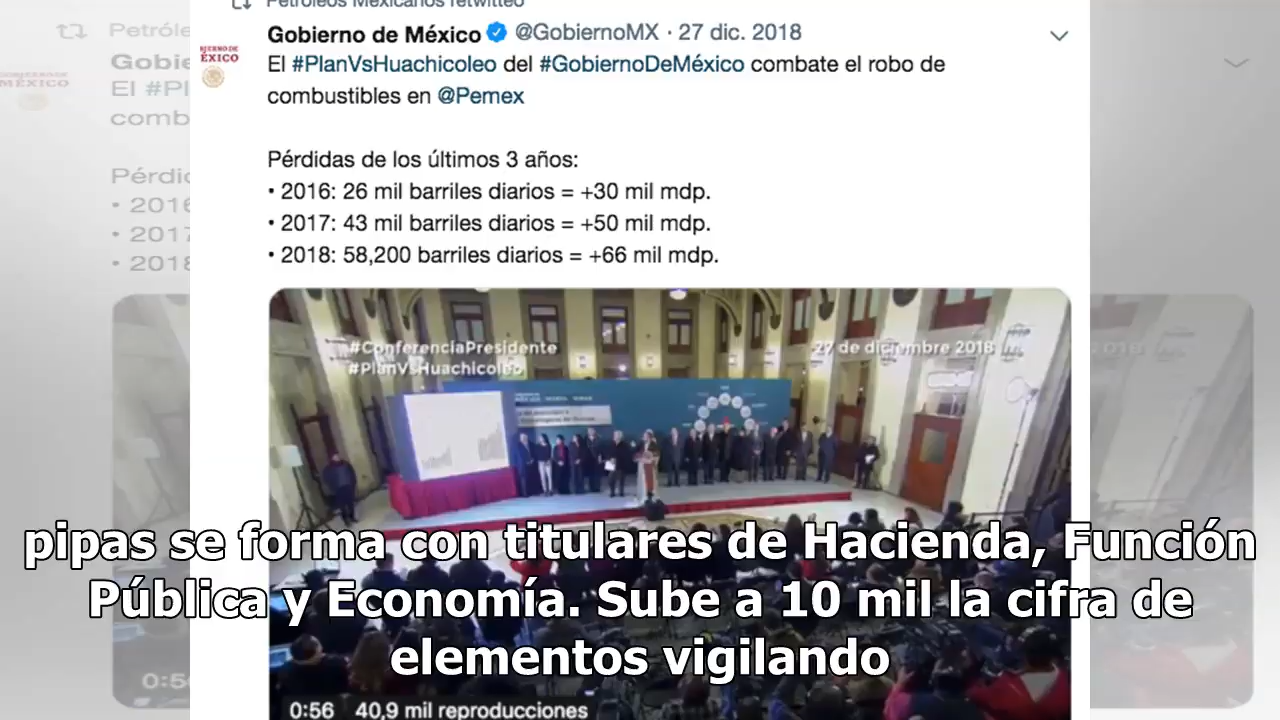 Petróleos Mexicanos retwitteó
Gobierno de México @GobiernoMX · 27 dic. 2018
El #PlanVsHuachicoleo del #GobiernoDeMéxico combate el robo de
combustibles en @Pemex
Pérdidas de los últimos 3 años:
• 2016: 26 mil barriles diarios = +30 mil mdp.
• 2017: 43 mil barriles diarios = +50 mil mdp.
• 2018: 58,200 barriles diarios = +66 mil mdp.
#ConferenciaPresidente
#PlanVsHuachicoleo
27 de diciembre 2018
pipas se forma con titulares de Hacienda, Función
Pública y Economía. Sube a 10 mil la cifra de
elementos vigilando
0:56 40,9 mil reproducciones